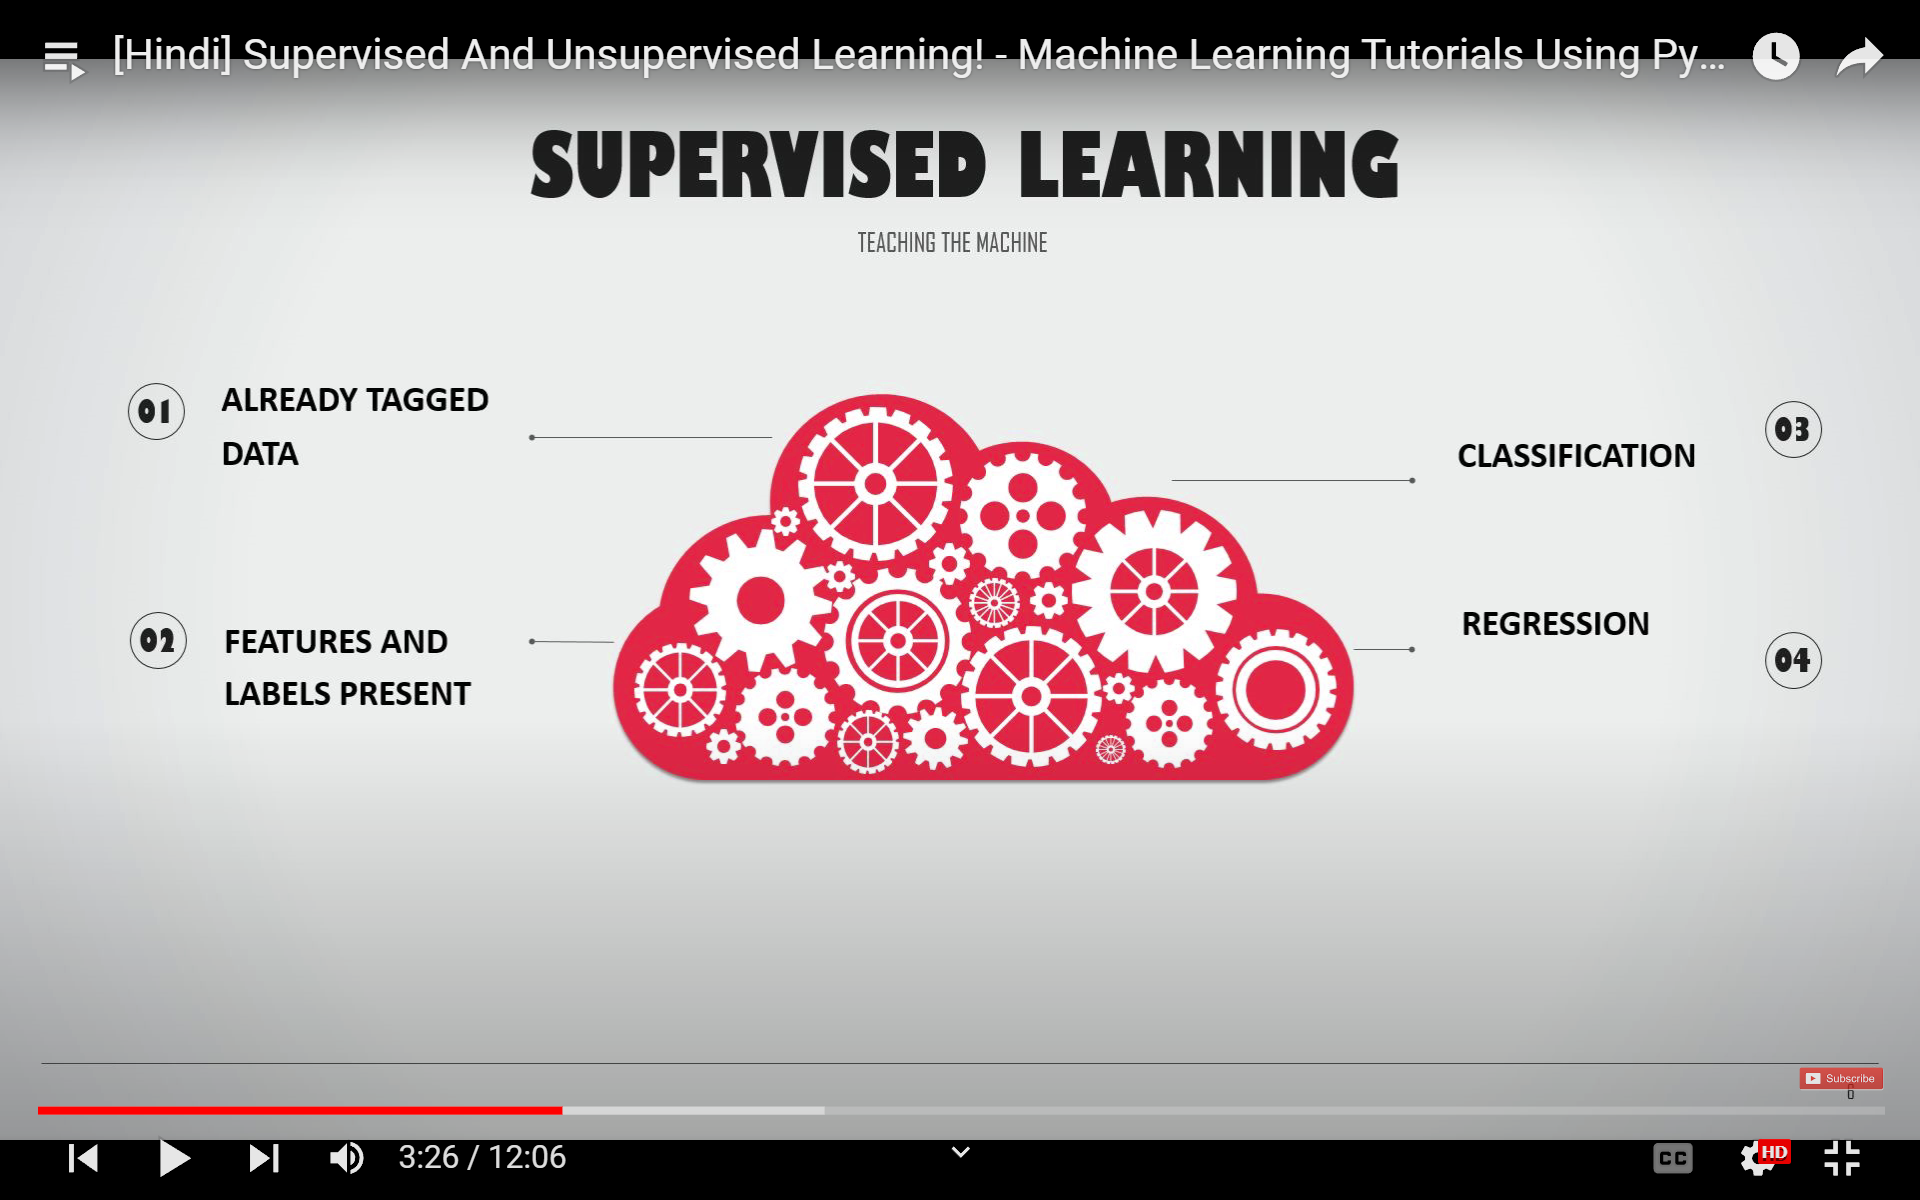 [Hindi] Supervised And Unsupervised Learning! - Machine Learning Tutorials Using Py...
SUPERVISED LEARNING
TEACHING THE MACHINE
01
ALREADY TAGGED
DATA
02
FEATURES AND
LABELS PRESENT
03
CLASSIFICATION
REGRESSION
04
Subscribe
6
3:26 / 12:06
CC
HD